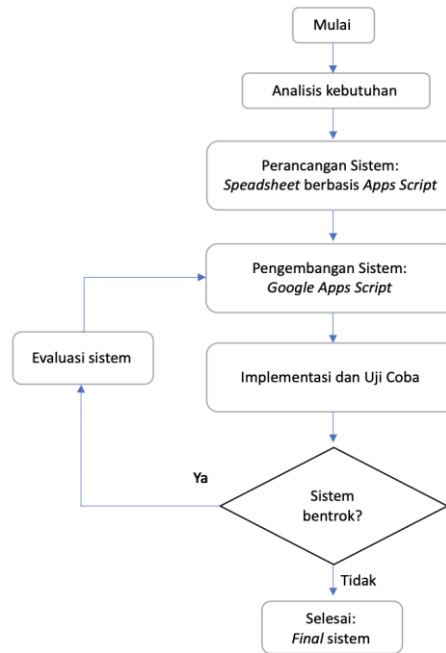 Mulai
Analisis kebutuhan
Perancangan Sistem:
Speadsheet berbasis Apps Script
Pengembangan Sistem:
Google Apps Script
Evaluasi sistem
Implementasi dan Uji Coba
Ya
Sistem
bentrok?
Tidak
Selesai:
Final sistem